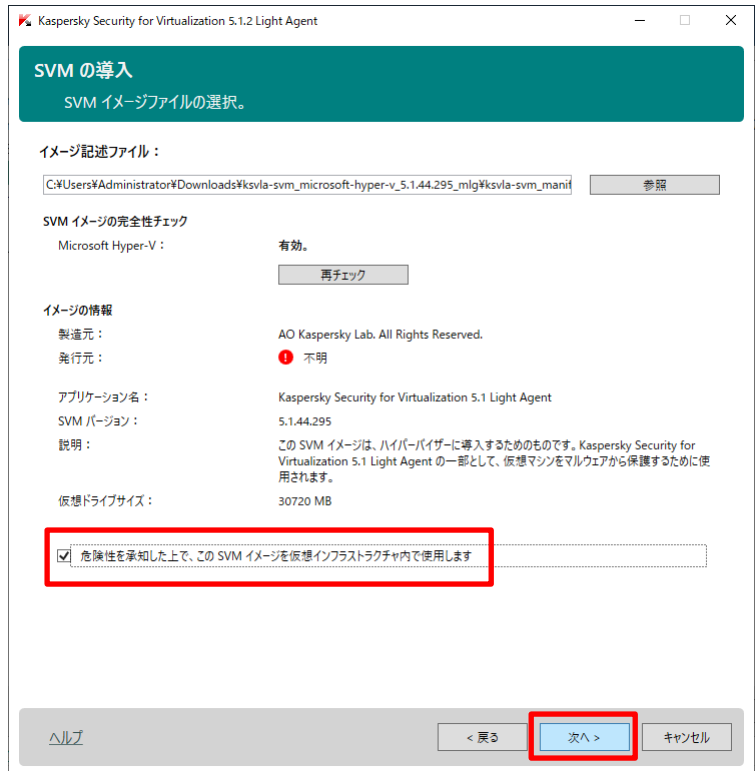 Kaspersky Security for Virtualization 5.1.2 Light Agent
SVM の導入
SVM イメージファイルの選択。
イメージ記述ファイル：
C:¥Users¥Administrator¥Downloads¥ksvla-svm_microsoft-hyper-v_5.1.44.295_mlg¥ksvla-svm_manif
参照
SVM イメージの完全性チェック
Microsoft Hyper-V： 有効。
再チェック
イメージの情報
製造元： AO Kaspersky Lab. All Rights Reserved.
発行元： 不明
アプリケーション名： Kaspersky Security for Virtualization 5.1 Light Agent
SVM バージョン： 5.1.44.295
説明： この SVM イメージは、ハイパーバイザーに導入するためのものです。Kaspersky Security for
Virtualization 5.1 Light Agent の一部として、仮想マシンをマルウェアから保護するために使
用されます。
仮想ドライブサイズ： 30720 MB
危険性を承知した上で、この SVM イメージを仮想インフラストラクチャ内で使用します
ヘルプ
< 戻る
次へ >
キャンセル